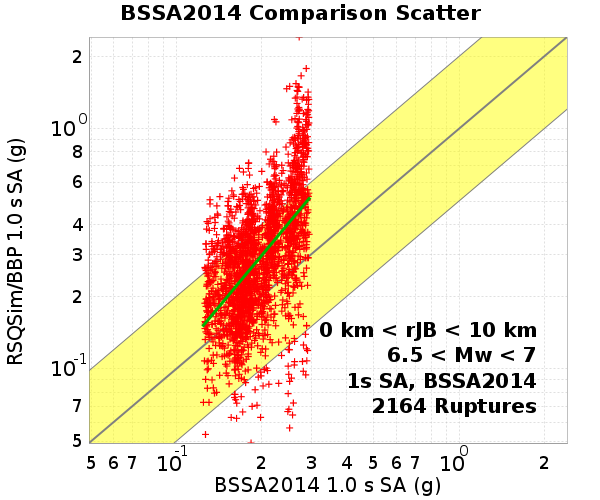 BSSA2014 Comparison Scatter
RSQSim/BBP 1.0 s SA (g)
2
10⁰
8
6
4
3
2
10⁻¹
7
5
0 km < rJB < 10 km
6.5 < Mw < 7
1s SA, BSSA2014
2164 Ruptures
5 6 7 10⁻¹ 2 3 4 5 6 7 10⁰ 2
BSSA2014 1.0 s SA (g)